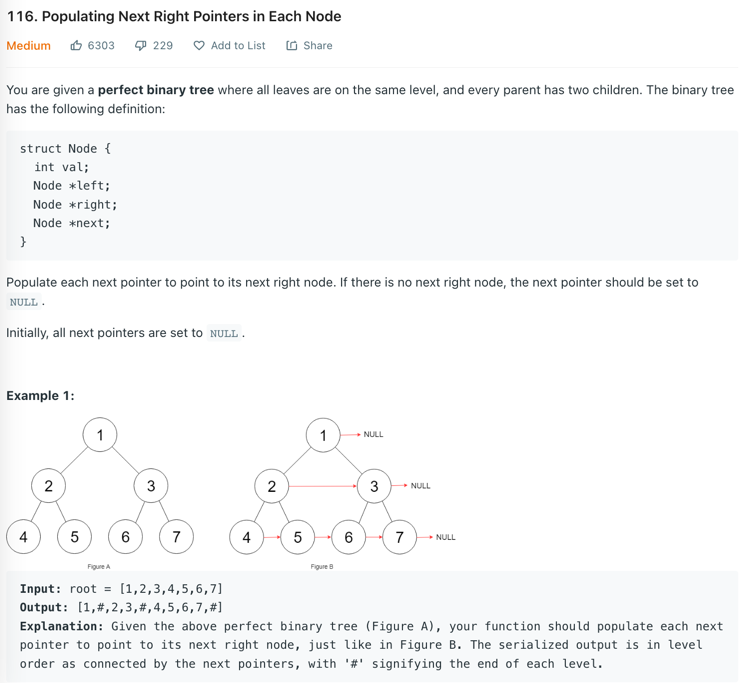 116. Populating Next Right Pointers in Each Node
Medium 6303 229 Add to List Share
You are given a perfect binary tree where all leaves are on the same level, and every parent has two children. The binary tree
has the following definition:
struct Node {
  int val;
  Node *left;
  Node *right;
  Node *next;
}
Populate each next pointer to point to its next right node. If there is no next right node, the next pointer should be set to
NULL .
Initially, all next pointers are set to NULL .
Example 1:
1 1 NULL
2 3 2 3 NULL
4 5 6 7 4 5 6 7 NULL
Figure A Figure B
Input: root = [1,2,3,4,5,6,7]
Output: [1,#,2,3,#,4,5,6,7,#]
Explanation: Given the above perfect binary tree (Figure A), your function should populate each next
pointer to point to its next right node, just like in Figure B. The serialized output is in level
order as connected by the next pointers, with '#' signifying the end of each level.